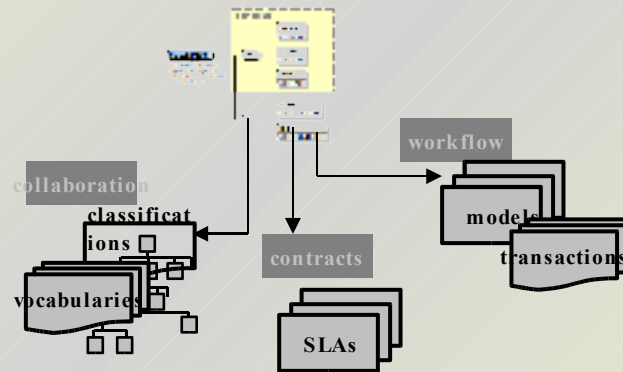 workflow
collaboration
classificat
ions
models
transactions
contracts
vocabularies
SLAs